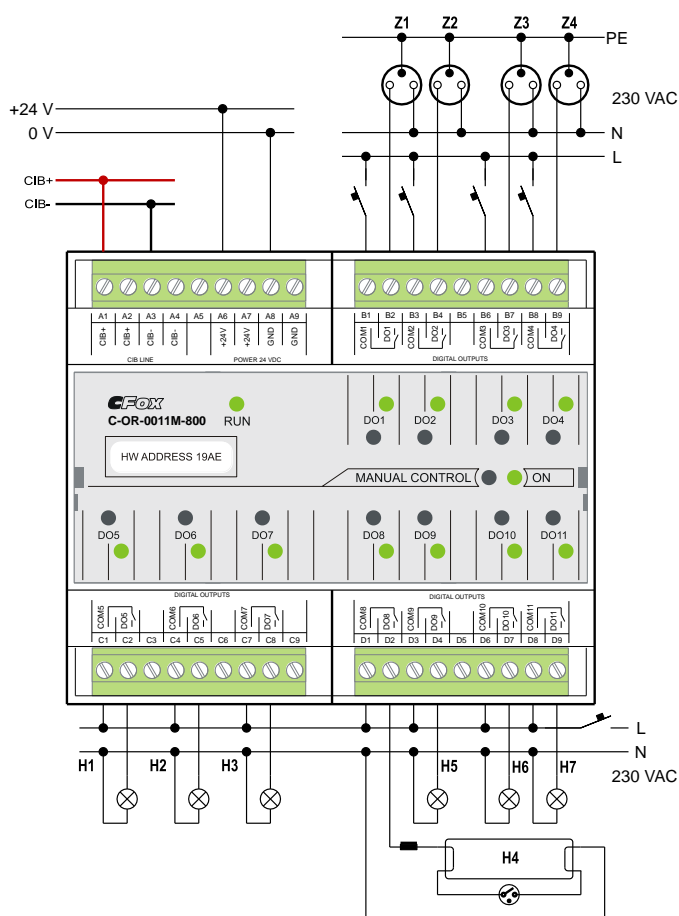 Z1 Z2 Z3 Z4
PE
230 VAC
+24 V
0 V
N
L
CIB+
CIB-
A1 A2 A3 A4 A5 A6 A7 A8 A9
CIB+ CIB+ CIB- CIB- +24V +24V GND GND
CIB LINE POWER 24 VDC
B1 B2 B3 B4 B5 B6 B7 B8 B9
COM1 DO1 COM2 DO2 COM3 DO3 COM4 DO4
DIGITAL OUTPUTS
CFox
C-OR-0011M-800 RUN
DO1 DO2 DO3 DO4
HW ADDRESS 19AE
MANUAL CONTROL ON
DO5 DO6 DO7 DO8 DO9 DO10 DO11
DIGITAL OUTPUTS DIGITAL OUTPUTS
COM5 DO5 COM6 DO6 COM7 DO7 COM8 DO8 COM9 DO9 COM10 DO10 COM11 DO11
C1 C2 C3 C4 C5 C6 C7 C8 C9 D1 D2 D3 D4 D5 D6 D7 D8 D9
L
N
H1 H2 H3 H5 H6 H7
230 VAC
H4